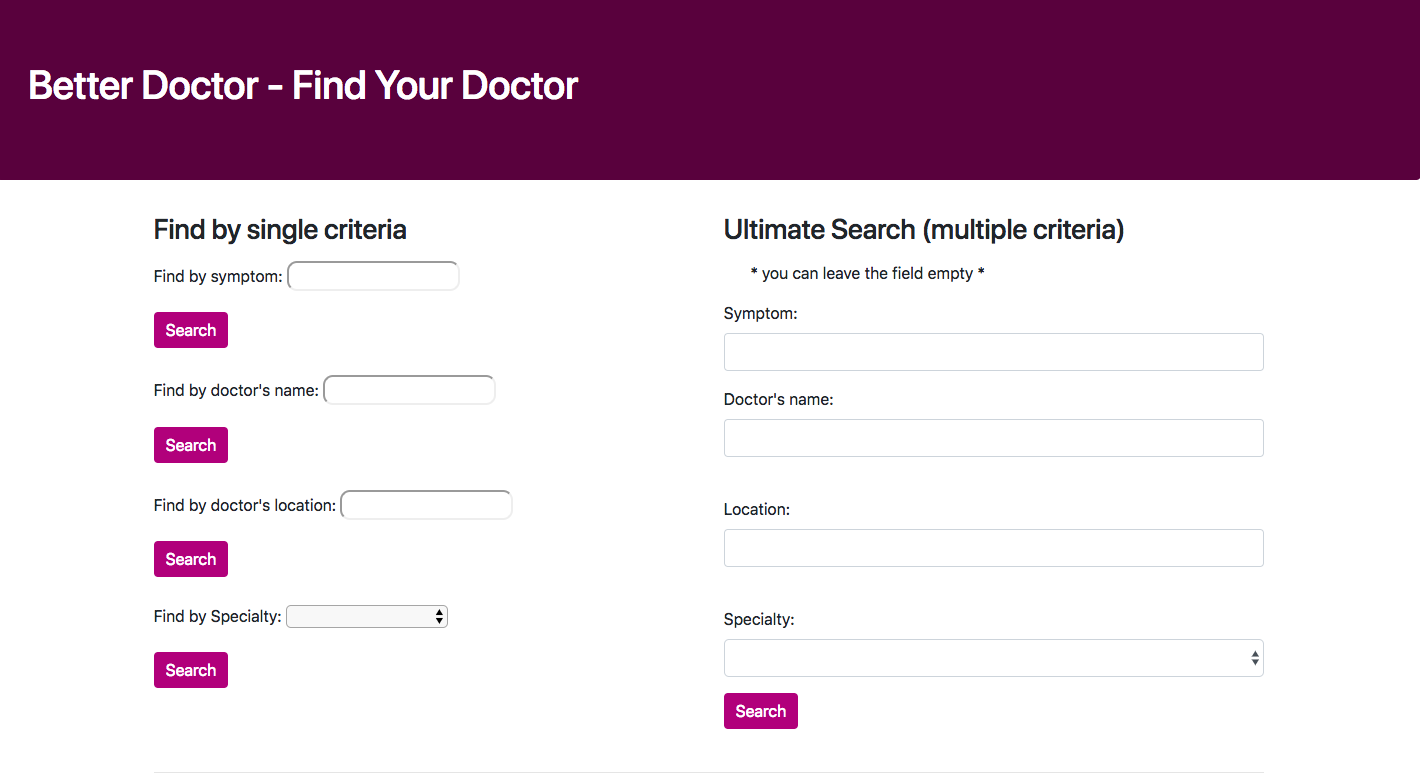 Better Doctor - Find Your Doctor
Find by single criteria
Find by symptom:
Search
Find by doctor's name:
Search
Find by doctor's location:
Search
Find by Specialty:
Search
Ultimate Search (multiple criteria)
* you can leave the field empty *
Symptom:
Doctor's name:
Location:
Specialty:
Search